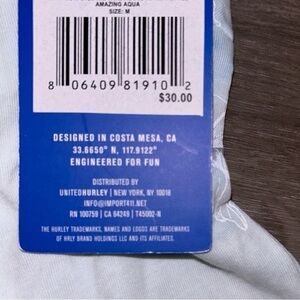 AMAZING AQUA
SIZE: M
8 06409 81910 2
$30.00
DESIGNED IN COSTA MESA, CA
33.6650° N, 117.9122°
ENGINEERED FOR FUN
DISTRIBUTED BY
UNITEDHURLEY | NEW YORK, NY. 10018
INFO@IMPORT411.NET
RN 100759 | CA 64249 | T45002-N
THE HURLEY TRADEMARKS, NAMES AND LOGOS ARE TRADEMARKS
OF HRLY BRAND HOLDINGS LLC AND ITS AFFILIATES.